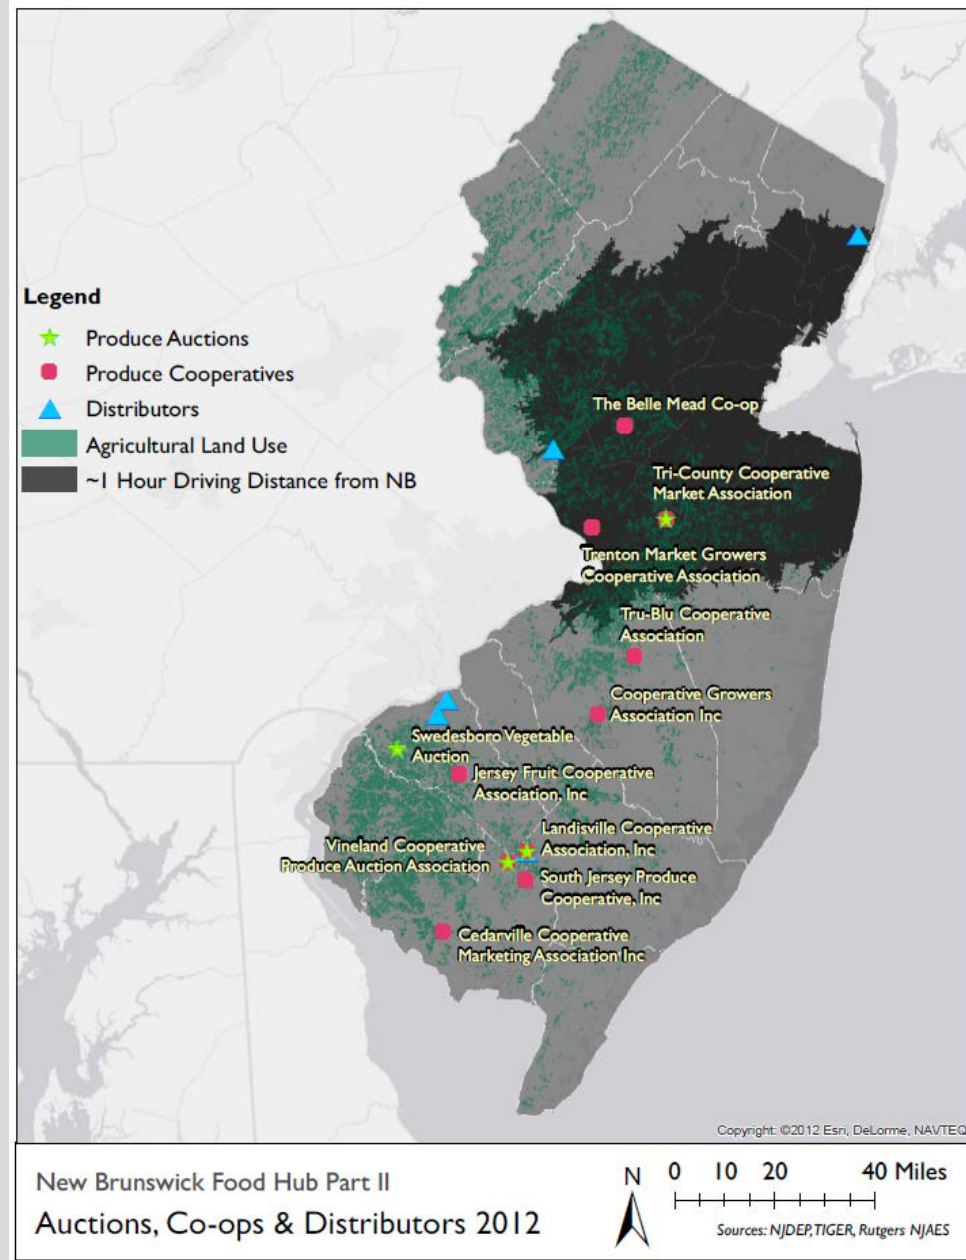 Legend
Produce Auctions
Produce Cooperatives
Distributors
Agricultural Land Use
~1 Hour Driving Distance from NB
The Belle Mead Co-op
Tri-County Cooperative
Market Association
Trenton Market Growers
Cooperative Association
Tru-Blu Cooperative
Association
Cooperative Growers
Association Inc
Swedesboro Vegetable
Auction
Jersey Fruit Cooperative
Association, Inc
Landisville Cooperative
Association, Inc
Vineland Cooperative
Produce Auction Association
South Jersey Produce
Cooperative, Inc
Cedarville Cooperative
Marketing Association Inc
Copyright: ©2012 Esri, DeLorme, NAVTEQ
New Brunswick Food Hub Part II
Auctions, Co-ops & Distributors 2012
N
0 10 20 40 Miles
Sources: NJDEP, TIGER, Rutgers NJAES